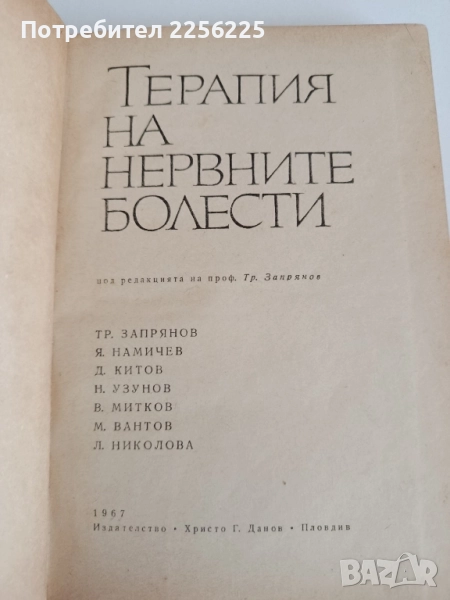 Потребител 2256225
ТЕРАПИЯ
НА
НЕРВНИТЕ
БОЛЕСТИ
под редакцията на проф. Тр. Запрянов
ТР. ЗАПРЯНОВ
Я. НАМИЧЕВ
Д. КИТОВ
Н. УЗУНОВ
В. МИТКОВ
М. ВАНТОВ
Л. НИКОЛОВА
1967
Издателство • Христо Г. Данов • Пловдив
BAZAR